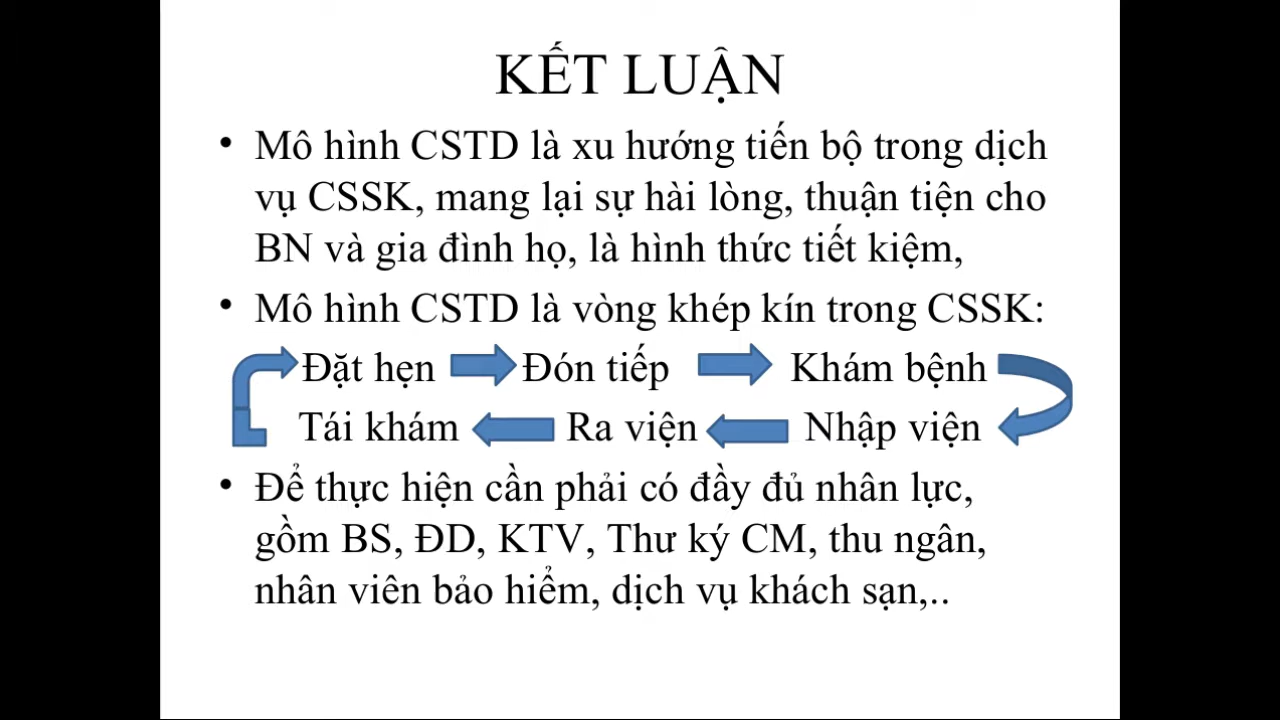 KẾT LUẬN
• Mô hình CSTD là xu hướng tiến bộ trong dịch
vụ CSSK, mang lại sự hài lòng, thuận tiện cho
BN và gia đình họ, là hình thức tiết kiệm,
• Mô hình CSTD là vòng khép kín trong CSSK:
Đặt hẹn Đón tiếp Khám bệnh
Tái khám Ra viện Nhập viện
• Để thực hiện cần phải có đầy đủ nhân lực,
gồm BS, ĐD, KTV, Thư ký CM, thu ngân,
nhân viên bảo hiểm, dịch vụ khách sạn,..